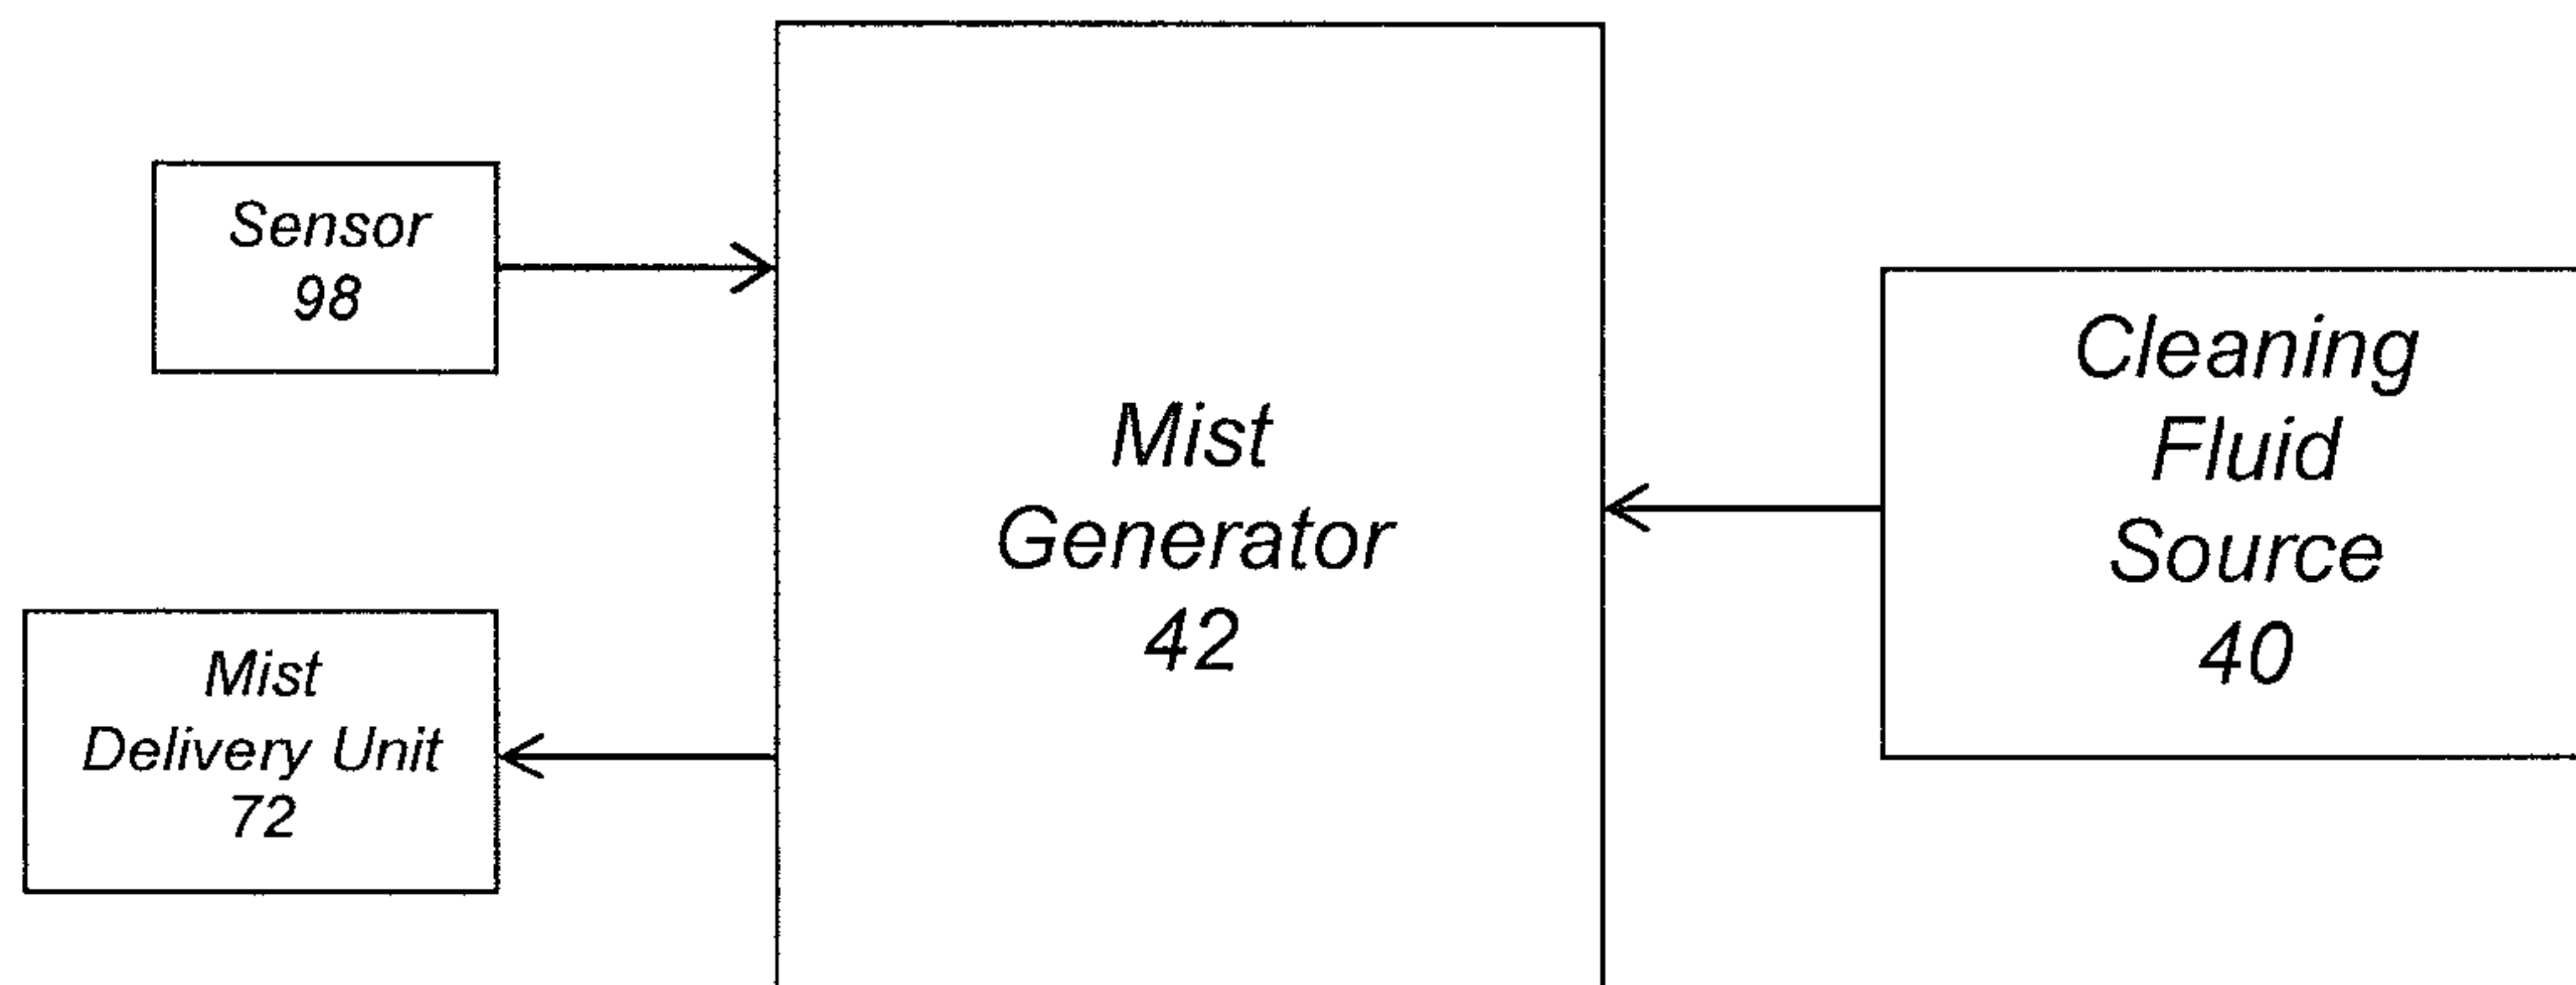 Sensor
98
Mist
Delivery Unit
72
Mist
Generator
42
Cleaning
Fluid
Source
40